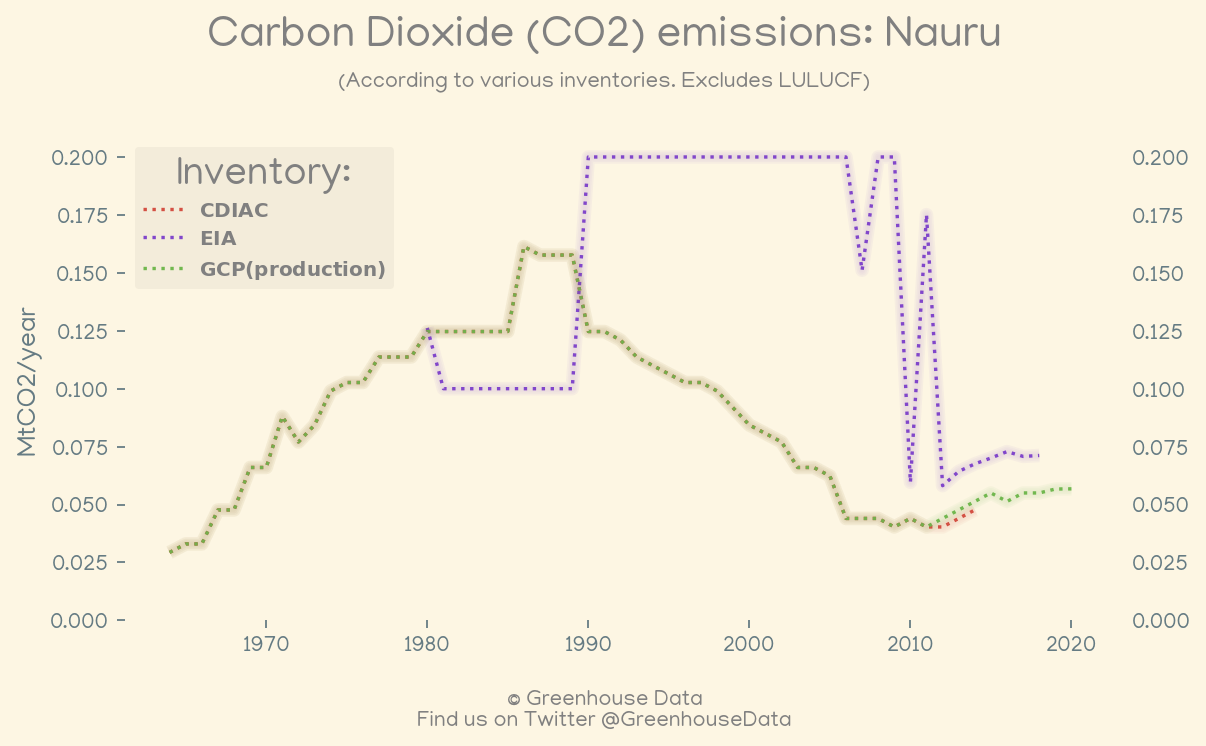 Carbon Dioxide (CO2) emissions: Nauru
(According to various inventories. Excludes LULUCF)
Inventory:
CDIAC
EIA
GCP(production)
MtCO2/year
0.200
0.175
0.150
0.125
0.100
0.075
0.050
0.025
0.000
0.200
0.175
0.150
0.125
0.100
0.075
0.050
0.025
0.000
1970 1980 1990 2000 2010 2020
© Greenhouse Data
Find us on Twitter @GreenhouseData